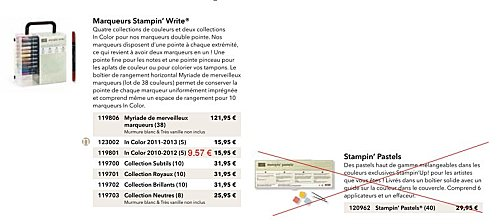 Marqueurs Stampin' Write®
Quatre collections de couleurs et deux collections
In Color pour nos marqueurs double pointe. Nos
marqueurs disposent d'une pointe à chaque extrémité,
ce qui revient à avoir deux marqueurs en un ! Une
pointe fine pour les notes et une pointe pinceau pour
les aplats de couleur ou pour colorier vos tampons. Le
boîtier de rangement horizontal Myriade de merveilleux
marqueurs (lot de 38 couleurs) permet de conserver la
pointe de chaque marqueur uniformément imprégnée
et comprend même un espace de rangement pour 10
marqueurs In Color.
119806 Myriade de merveilleux
marqueurs (38) 121,95 €
Murmure blanc & Très vanille non inclus
123002 In Color 2011-2013 (5) 15,95 €
119801 In Color 2010-2012 (5) 9.57 € 15,95 €
119700 Collection Subtils (10) 31,95 €
119701 Collection Royaux (10) 31,95 €
119702 Collection Brillants (10) 31,95 €
119703 Collection Neutres (8) 25,95 €
Murmure blanc & Très vanille non inclus
Stampin' Pastels
Des pastels haut de gamme mélangeables dans les
couleurs exclusives Stampin'Up! pour les artistes
que vous êtes ! Livrés dans un boîtier solide avec un
guide sur la couleur dans le couvercle. Comprend 6
applicateurs et un effaceur.
120962 Stampin' Pastels® (40) 29,95 €